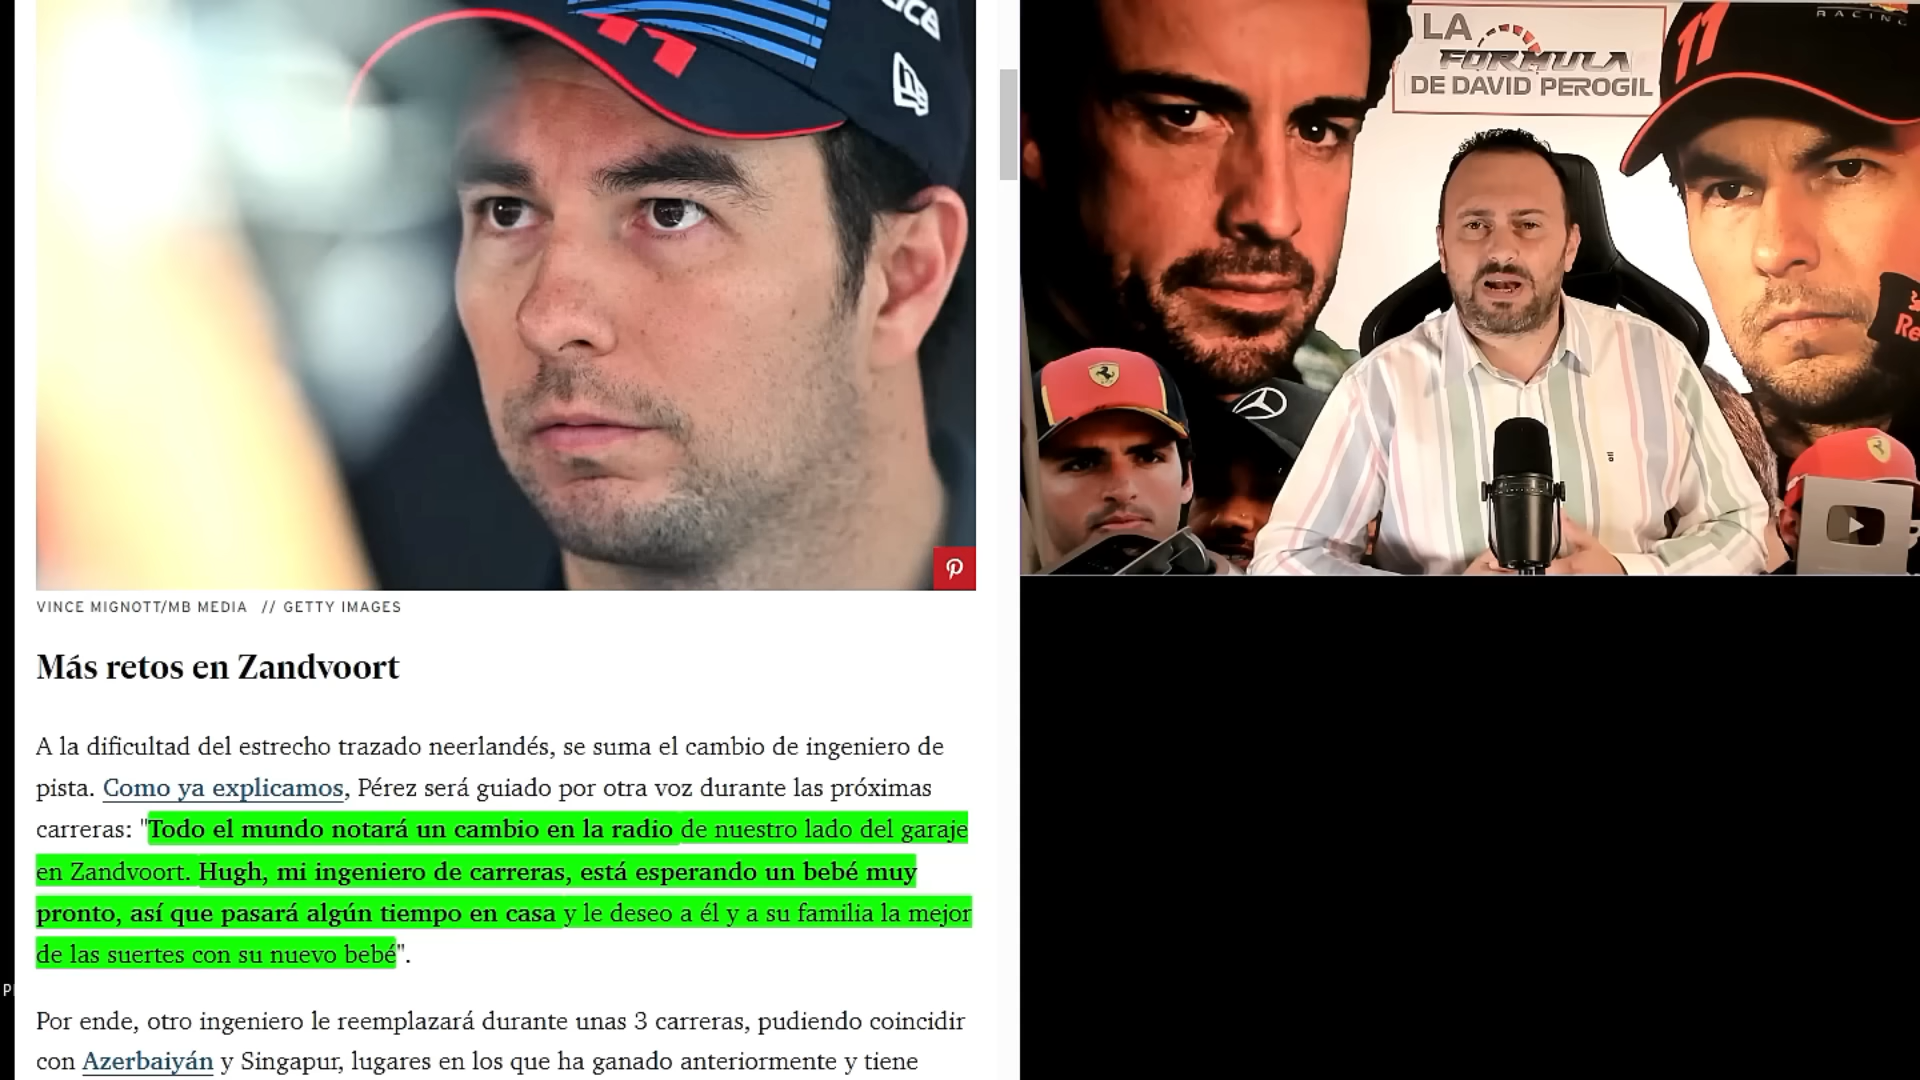 11
VINCE MIGNOTT/MB MEDIA // GETTY IMAGES
Más retos en Zandvoort
A la dificultad del estrecho trazado neerlandés, se suma el cambio de ingeniero de
pista. Como ya explicamos, Pérez será guiado por otra voz durante las próximas
carreras: "Todo el mundo notará un cambio en la radio de nuestro lado del garaje
en Zandvoort. Hugh, mi ingeniero de carreras, está esperando un bebé muy
pronto, así que pasará algún tiempo en casa y le deseo a él y a su familia la mejor
de las suertes con su nuevo bebé".
Por ende, otro ingeniero le reemplazará durante unas 3 carreras, pudiendo coincidir
con Azerbaiyán y Singapur, lugares en los que ha ganado anteriormente y tiene
LA
FORMULA
DE DAVID PEROGIL
11
RACING